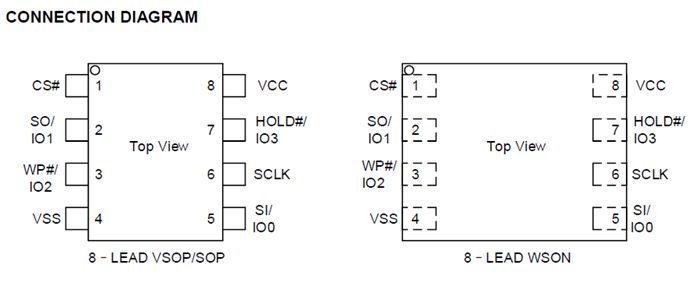 CONNECTION DIAGRAM
CS# 1 8 VCC
SO/
IO1 2 7 HOLD#/
IO3
Top View
WP#/
IO2 3 6 SCLK
VSS 4 5 SI/
IO0
8 - LEAD VSOP/SOP
CS# 1 8 VCC
SO/
IO1 2 7 HOLD#/
IO3
Top View
WP#/
IO2 3 6 SCLK
VSS 4 5 SI/
IO0
8 - LEAD WSON